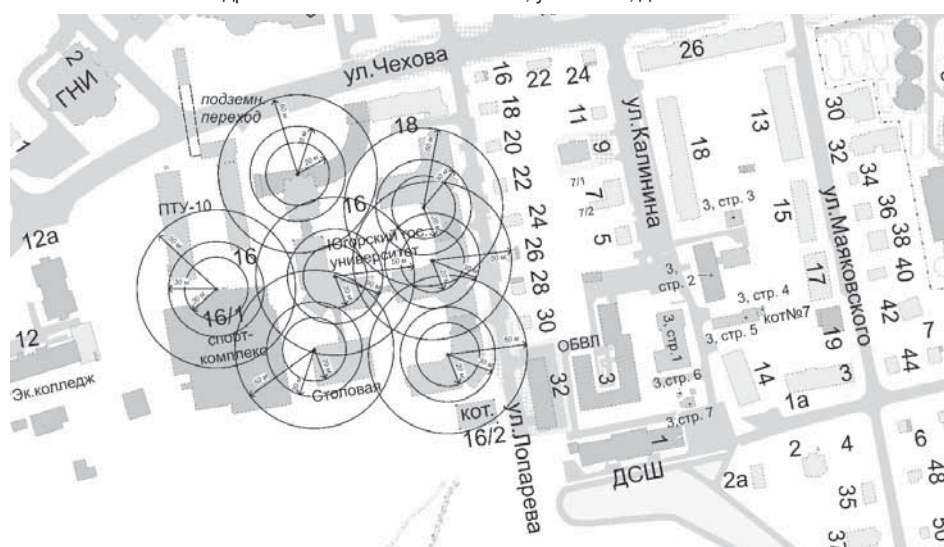 ул.Чехова
2
ГНИ
подземн.
переход
26
16
22
24
18
11
20
9
18
13
30
32
ул.Калинина
7/1
7
7/2
22
24
5
26
28
30
3, стр. 3
15
34
36
38
40
42
ул.Маяковского
3,
стр. 2
17
3, стр. 4
кот№7
3, стр. 5
19
7
44
ПТУ-10
12а
16
16
18
Югорский гос.
университет
16/1
спорт-
комплекс
12
Эк.колледж
Столовая
кот.
16/2
ул.Лопарева
32
ОБВЛ
3
3,стр.1
3,стр. 6
3,стр. 7
14
3
1а
1
ДСШ
2а
2
4
35
6
48
50
50 м
30 м
20 м